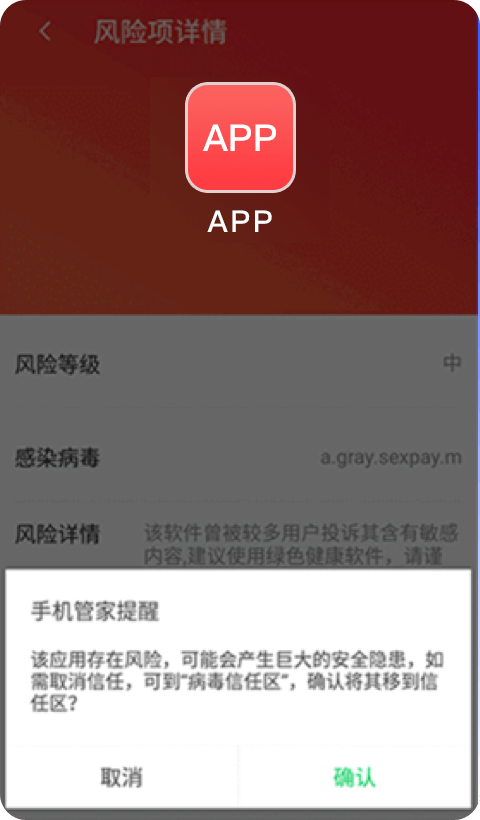 风险项详情
APP
APP
风险等级
中
感染病毒
a.gray.sexpay.m
风险详情
该软件曾被较多用户投诉其含有敏感
内容,建议使用绿色健康软件，请谨
手机管家提醒
该应用存在风险，可能会产生巨大的安全隐患，如
需取消信任，可到“病毒信任区”，确认将其移到信
任区？
取消
确认